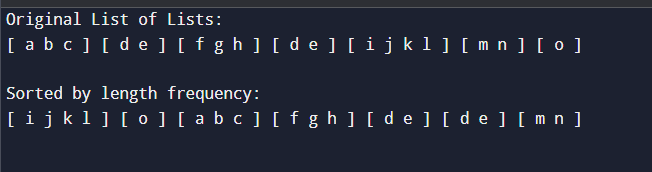 Original List of Lists:
[ a b c ] [ d e ] [ f g h ] [ d e ] [ i j k l ] [ m n ] [ o ]
Sorted by length frequency:
[ i j k l ] [ o ] [ a b c ] [ f g h ] [ d e ] [ d e ] [ m n ]